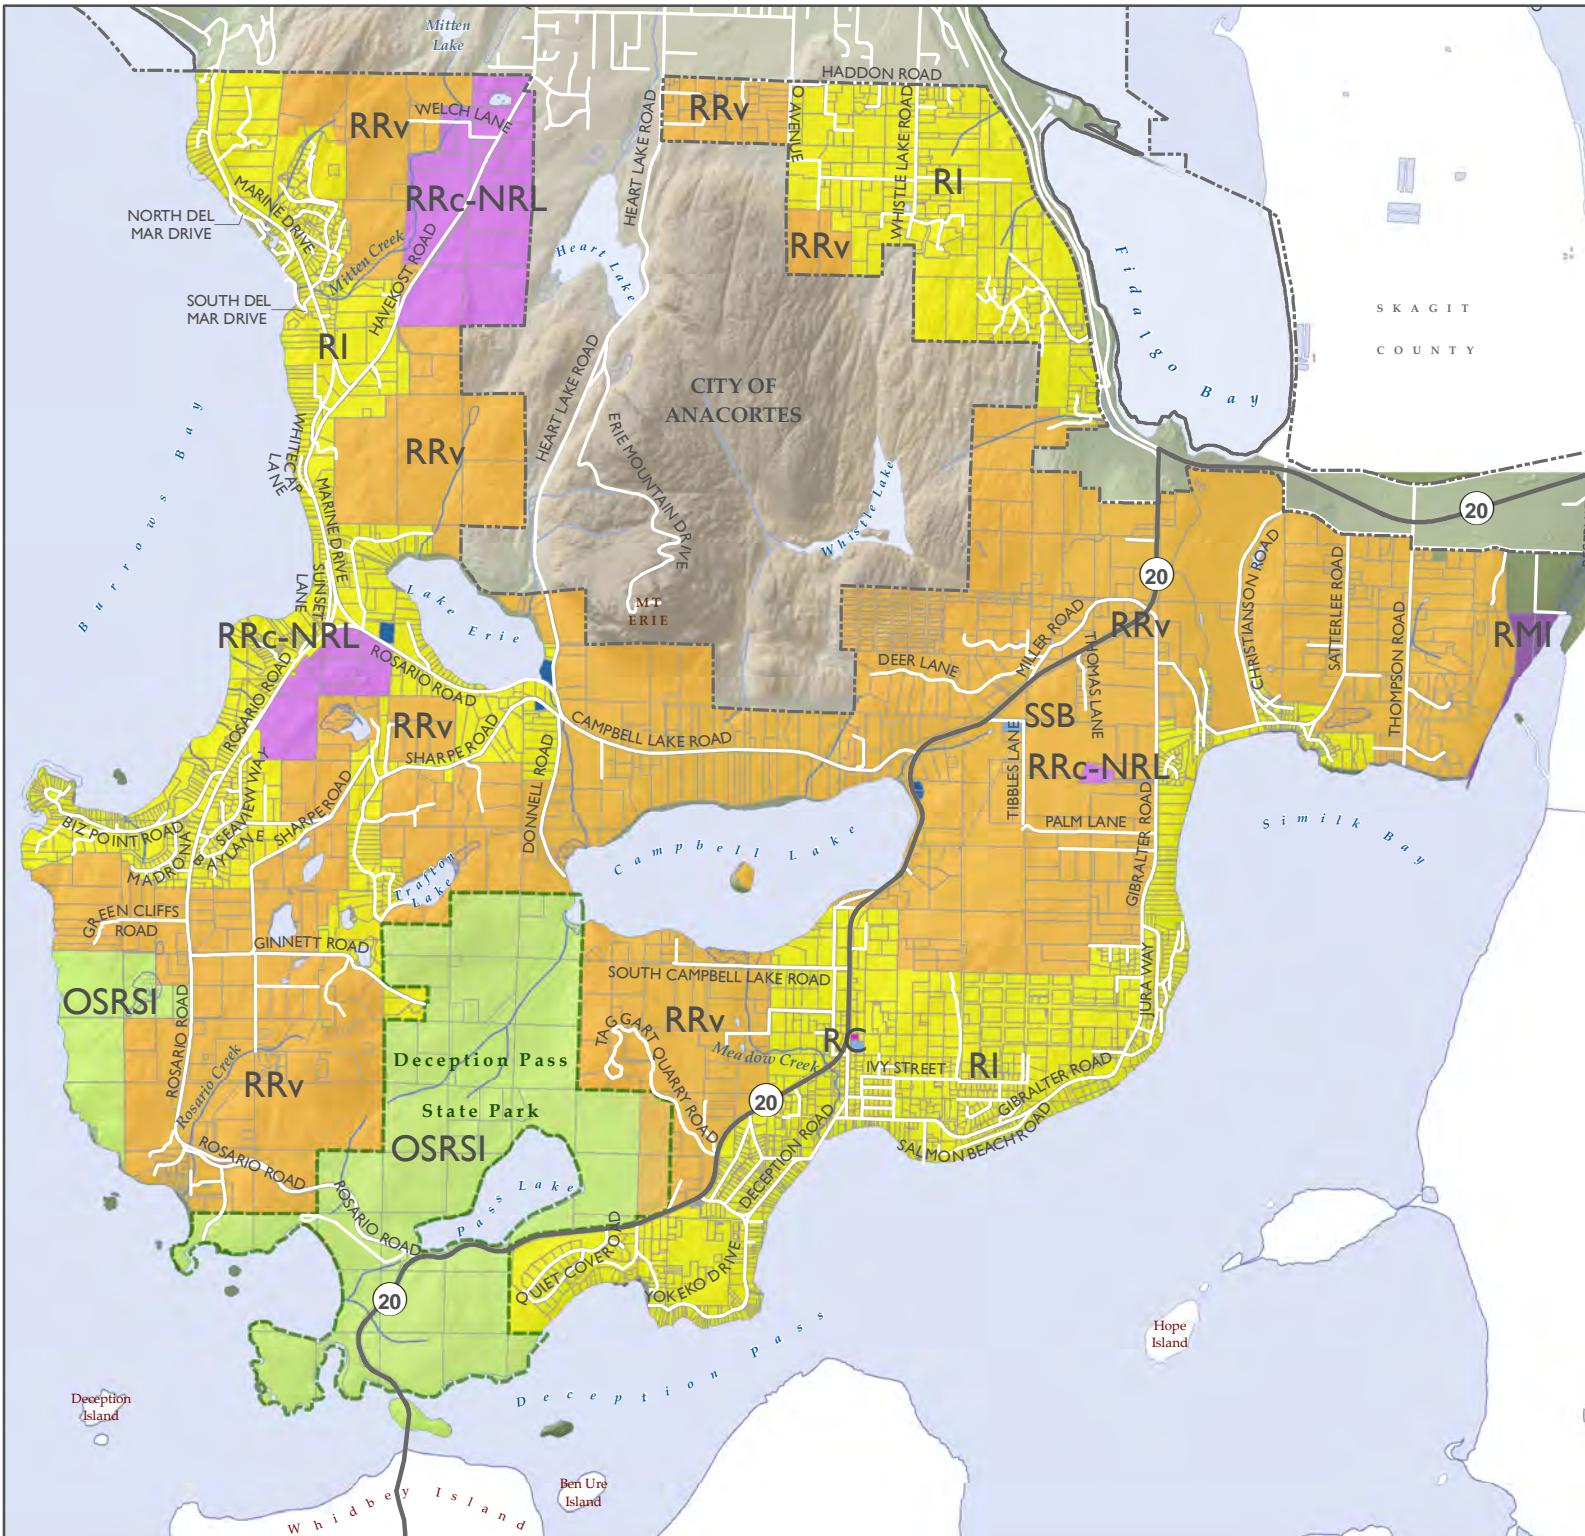 Mitten
Lake
HADDON ROAD
RRv
WELCH LANE
RRv
O AVENUE
HEART LAKE ROAD
WHISTLE LAKE ROAD
RI
RRc-NRL
MARINE DRIVE
NORTH DEL
MAR DRIVE
Mitten Creek
HAVEKOST ROAD
Heart Lake
RRv
Fidalgo Bay
SOUTH DEL
MAR DRIVE
SKAGIT
COUNTY
RI
HEART LAKE ROAD
CITY OF
ANACORTES
Burrows Bay
WHITECAP
LANE
RRv
ERIE MOUNTAIN DRIVE
Whistle Lake
MARINE DRIVE
20
SUNSET
LANE
Lake Erie
MT
ERIE
20
CHRISTIANSON ROAD
SATTERLEE ROAD
THOMPSON ROAD
RRv
RMI
RRc-NRL
ROSARIO ROAD
ROSARIO ROAD
DEER LANE
MILLER ROAD
THOMAS LANE
RRv
SHARPE ROAD
CAMPBELL LAKE ROAD
DONNELL ROAD
SSB
TIBBLES LANE
RRc-NRL
GIBRALTER ROAD
PALM LANE
BIZ POINT ROAD
SEAVIEW WAY
SHARPE ROAD
BAY LANE
MADRONA
Trafton
Lake
Campbell Lake
Similk Bay
GREEN CLIFFS
ROAD
GINNETT ROAD
SOUTH CAMPBELL LAKE ROAD
JURA WAY
OSRSI
ROSARIO ROAD
RRv
TAGGART QUARRY ROAD
RC
Meadow Creek
IVY STREET
RI
Deception Pass
State Park
OSRSI
RRv
Rosario Creek
20
GIBRALTER ROAD
SALMON BEACH ROAD
DECEPTION ROAD
ROSARIO ROAD
ROSARIO ROAD
Pass Lake
QUIET COVE ROAD
YOKEKO DRIVE
20
Hope
Island
Deception Pass
Deception
Island
Ben Ure
Island
Whidbey Island